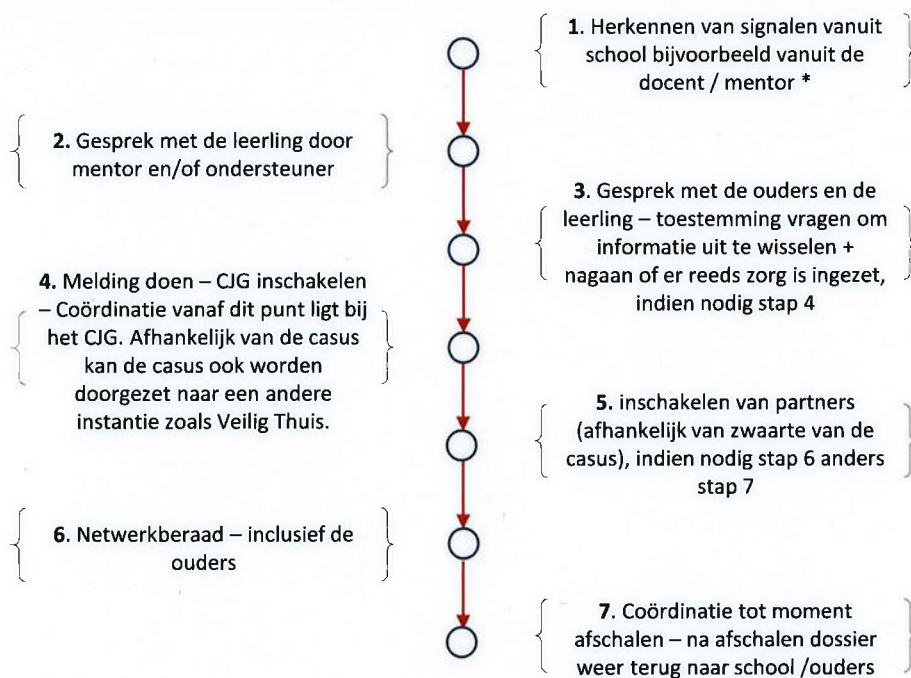 1. Herkennen van signalen vanuit
school bijvoorbeeld vanuit de
docent / mentor *
2. Gesprek met de leerling door
mentor en/of ondersteuner
3. Gesprek met de ouders en de
leerling – toestemming vragen om
informatie uit te wisselen +
nagaan of er reeds zorg is ingezet,
indien nodig stap 4
4. Melding doen – CJG inschakelen
– Coördinatie vanaf dit punt ligt bij
het CJG. Afhankelijk van de casus
kan de casus ook worden
doorgezet naar een andere
instantie zoals Veilig Thuis.
5. inschakelen van partners
(afhankelijk van zwaarte van de
casus), indien nodig stap 6 anders
stap 7
6. Netwerkberaad – inclusief de
ouders
7. Coördinatie tot moment
afschalen – na afschalen dossier
weer terug naar school /ouders